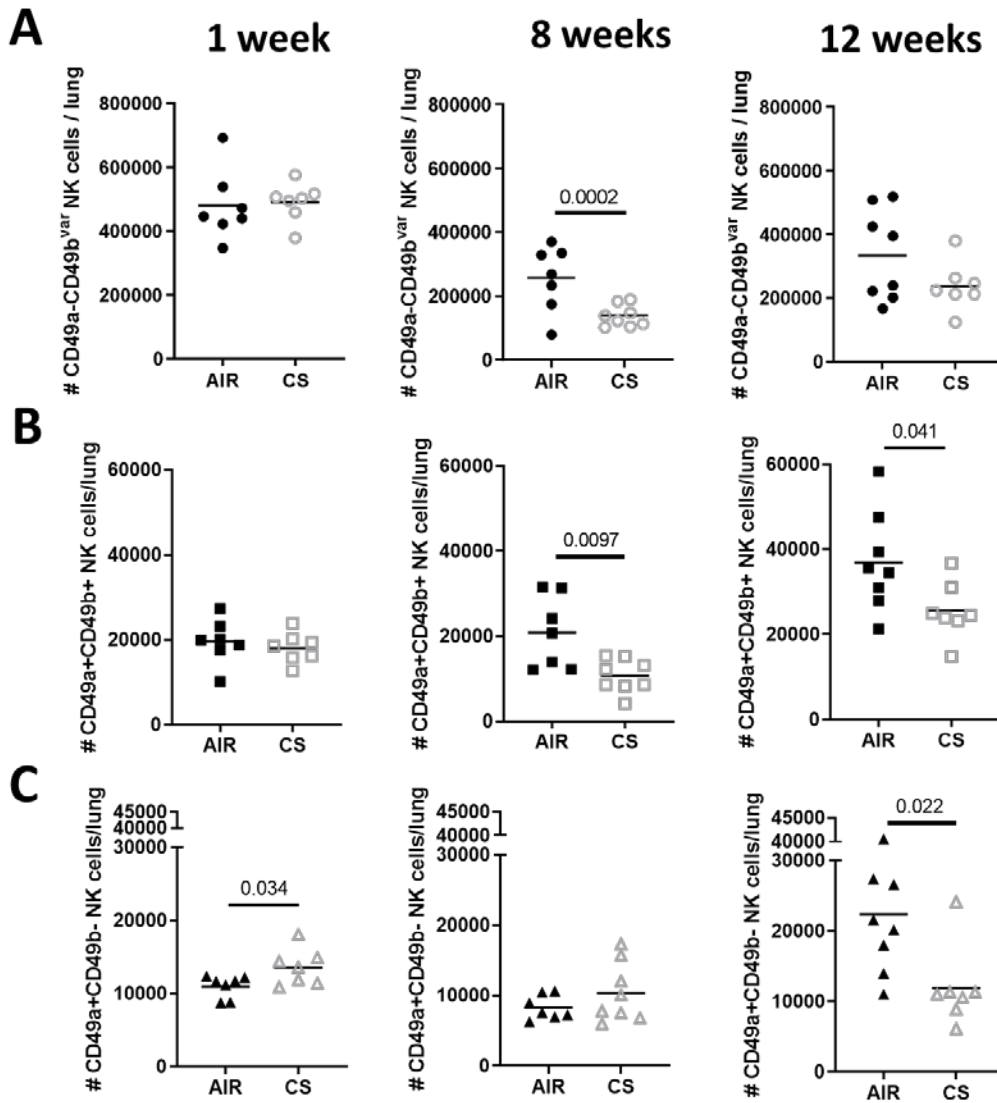 A
1 week
8 weeks
12 weeks
# CD49a-CD49b^var NK cells / lung
800000
600000
400000
200000
0
AIR
CS
# CD49a-CD49b^var NK cells / lung
800000
600000
400000
200000
0
0.0002
AIR
CS
# CD49a-CD49b^var NK cells / lung
800000
600000
400000
200000
0
AIR
CS
B
# CD49a+CD49b+ NK cells/lung
60000
40000
20000
0
AIR
CS
# CD49a+CD49b+ NK cells/lung
60000
40000
20000
0
0.0097
AIR
CS
# CD49a+CD49b+ NK cells/lung
60000
40000
20000
0
0.041
AIR
CS
C
# CD49a+CD49b- NK cells/lung
45000
40000
30000
20000
10000
0
0.034
AIR
CS
# CD49a+CD49b- NK cells/lung
45000
40000
30000
20000
10000
0
AIR
CS
# CD49a+CD49b- NK cells/lung
45000
40000
30000
20000
10000
0
0.022
AIR
CS